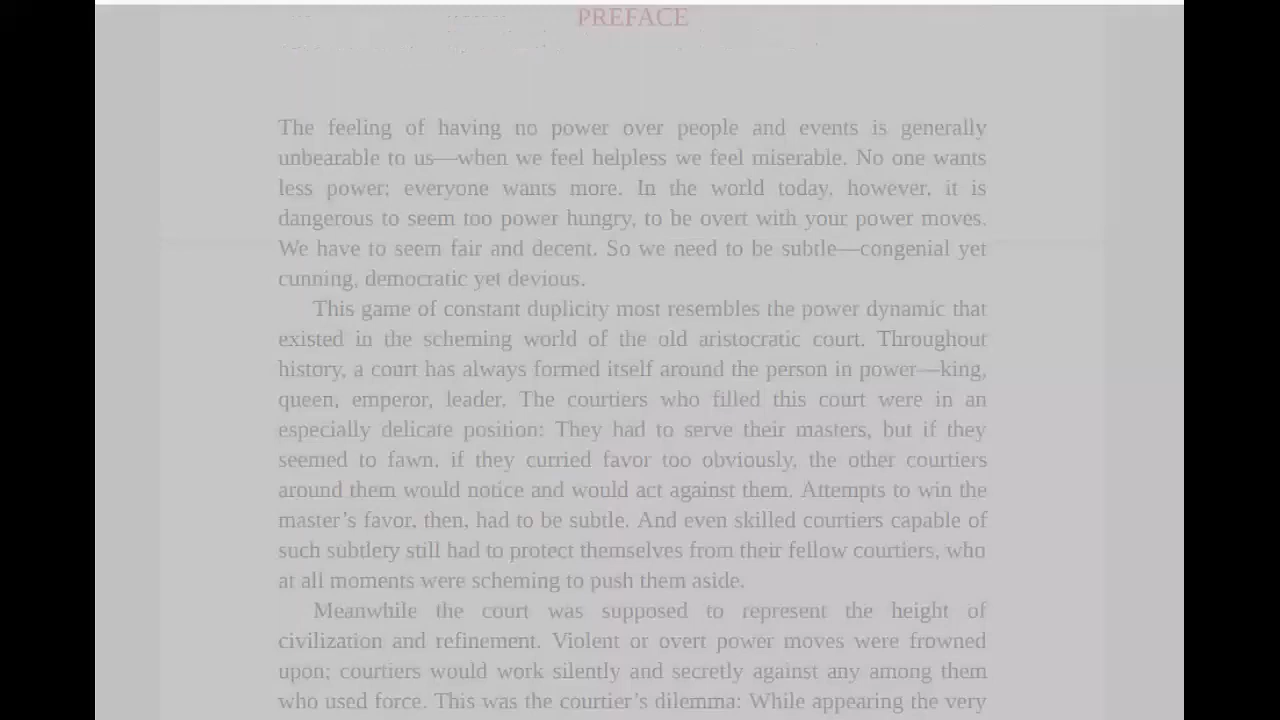 PREFACE
The feeling of having no power over people and events is generally
unbearable to us—when we feel helpless we feel miserable. No one wants
less power; everyone wants more. In the world today, however, it is
dangerous to seem too power hungry, to be overt with your power moves.
We have to seem fair and decent. So we need to be subtle—congenial yet
cunning, democratic yet devious.
This game of constant duplicity most resembles the power dynamic that
existed in the scheming world of the old aristocratic court. Throughout
history, a court has always formed itself around the person in power—king,
queen, emperor, leader. The courtiers who filled this court were in an
especially delicate position: They had to serve their masters, but if they
seemed to fawn, if they curried favor too obviously, the other courtiers
around them would notice and would act against them. Attempts to win the
master’s favor, then, had to be subtle. And even skilled courtiers capable of
such subtlety still had to protect themselves from their fellow courtiers, who
at all moments were scheming to push them aside.
Meanwhile the court was supposed to represent the height of
civilization and refinement. Violent or overt power moves were frowned
upon; courtiers would work silently and secretly against any among them
who used force. This was the courtier’s dilemma: While appearing the very